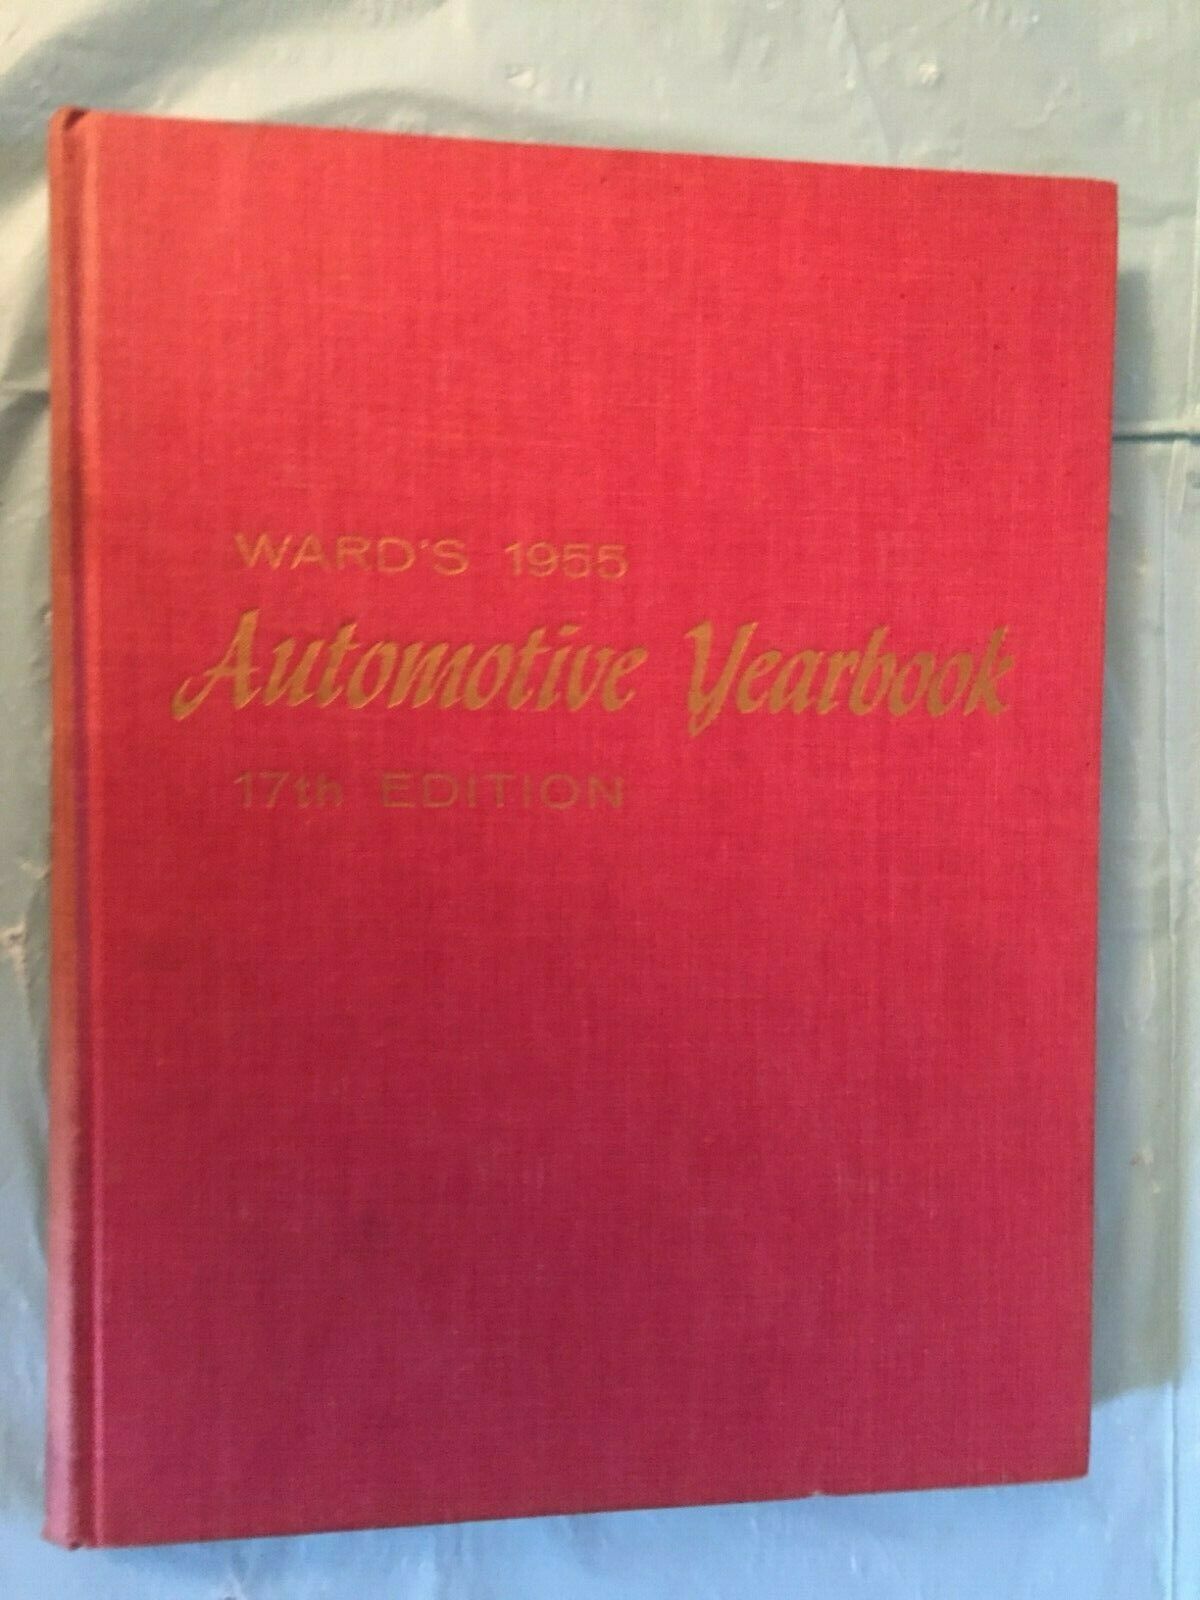 WARD'S 1955
Automotive Yearbook
17th EDITION